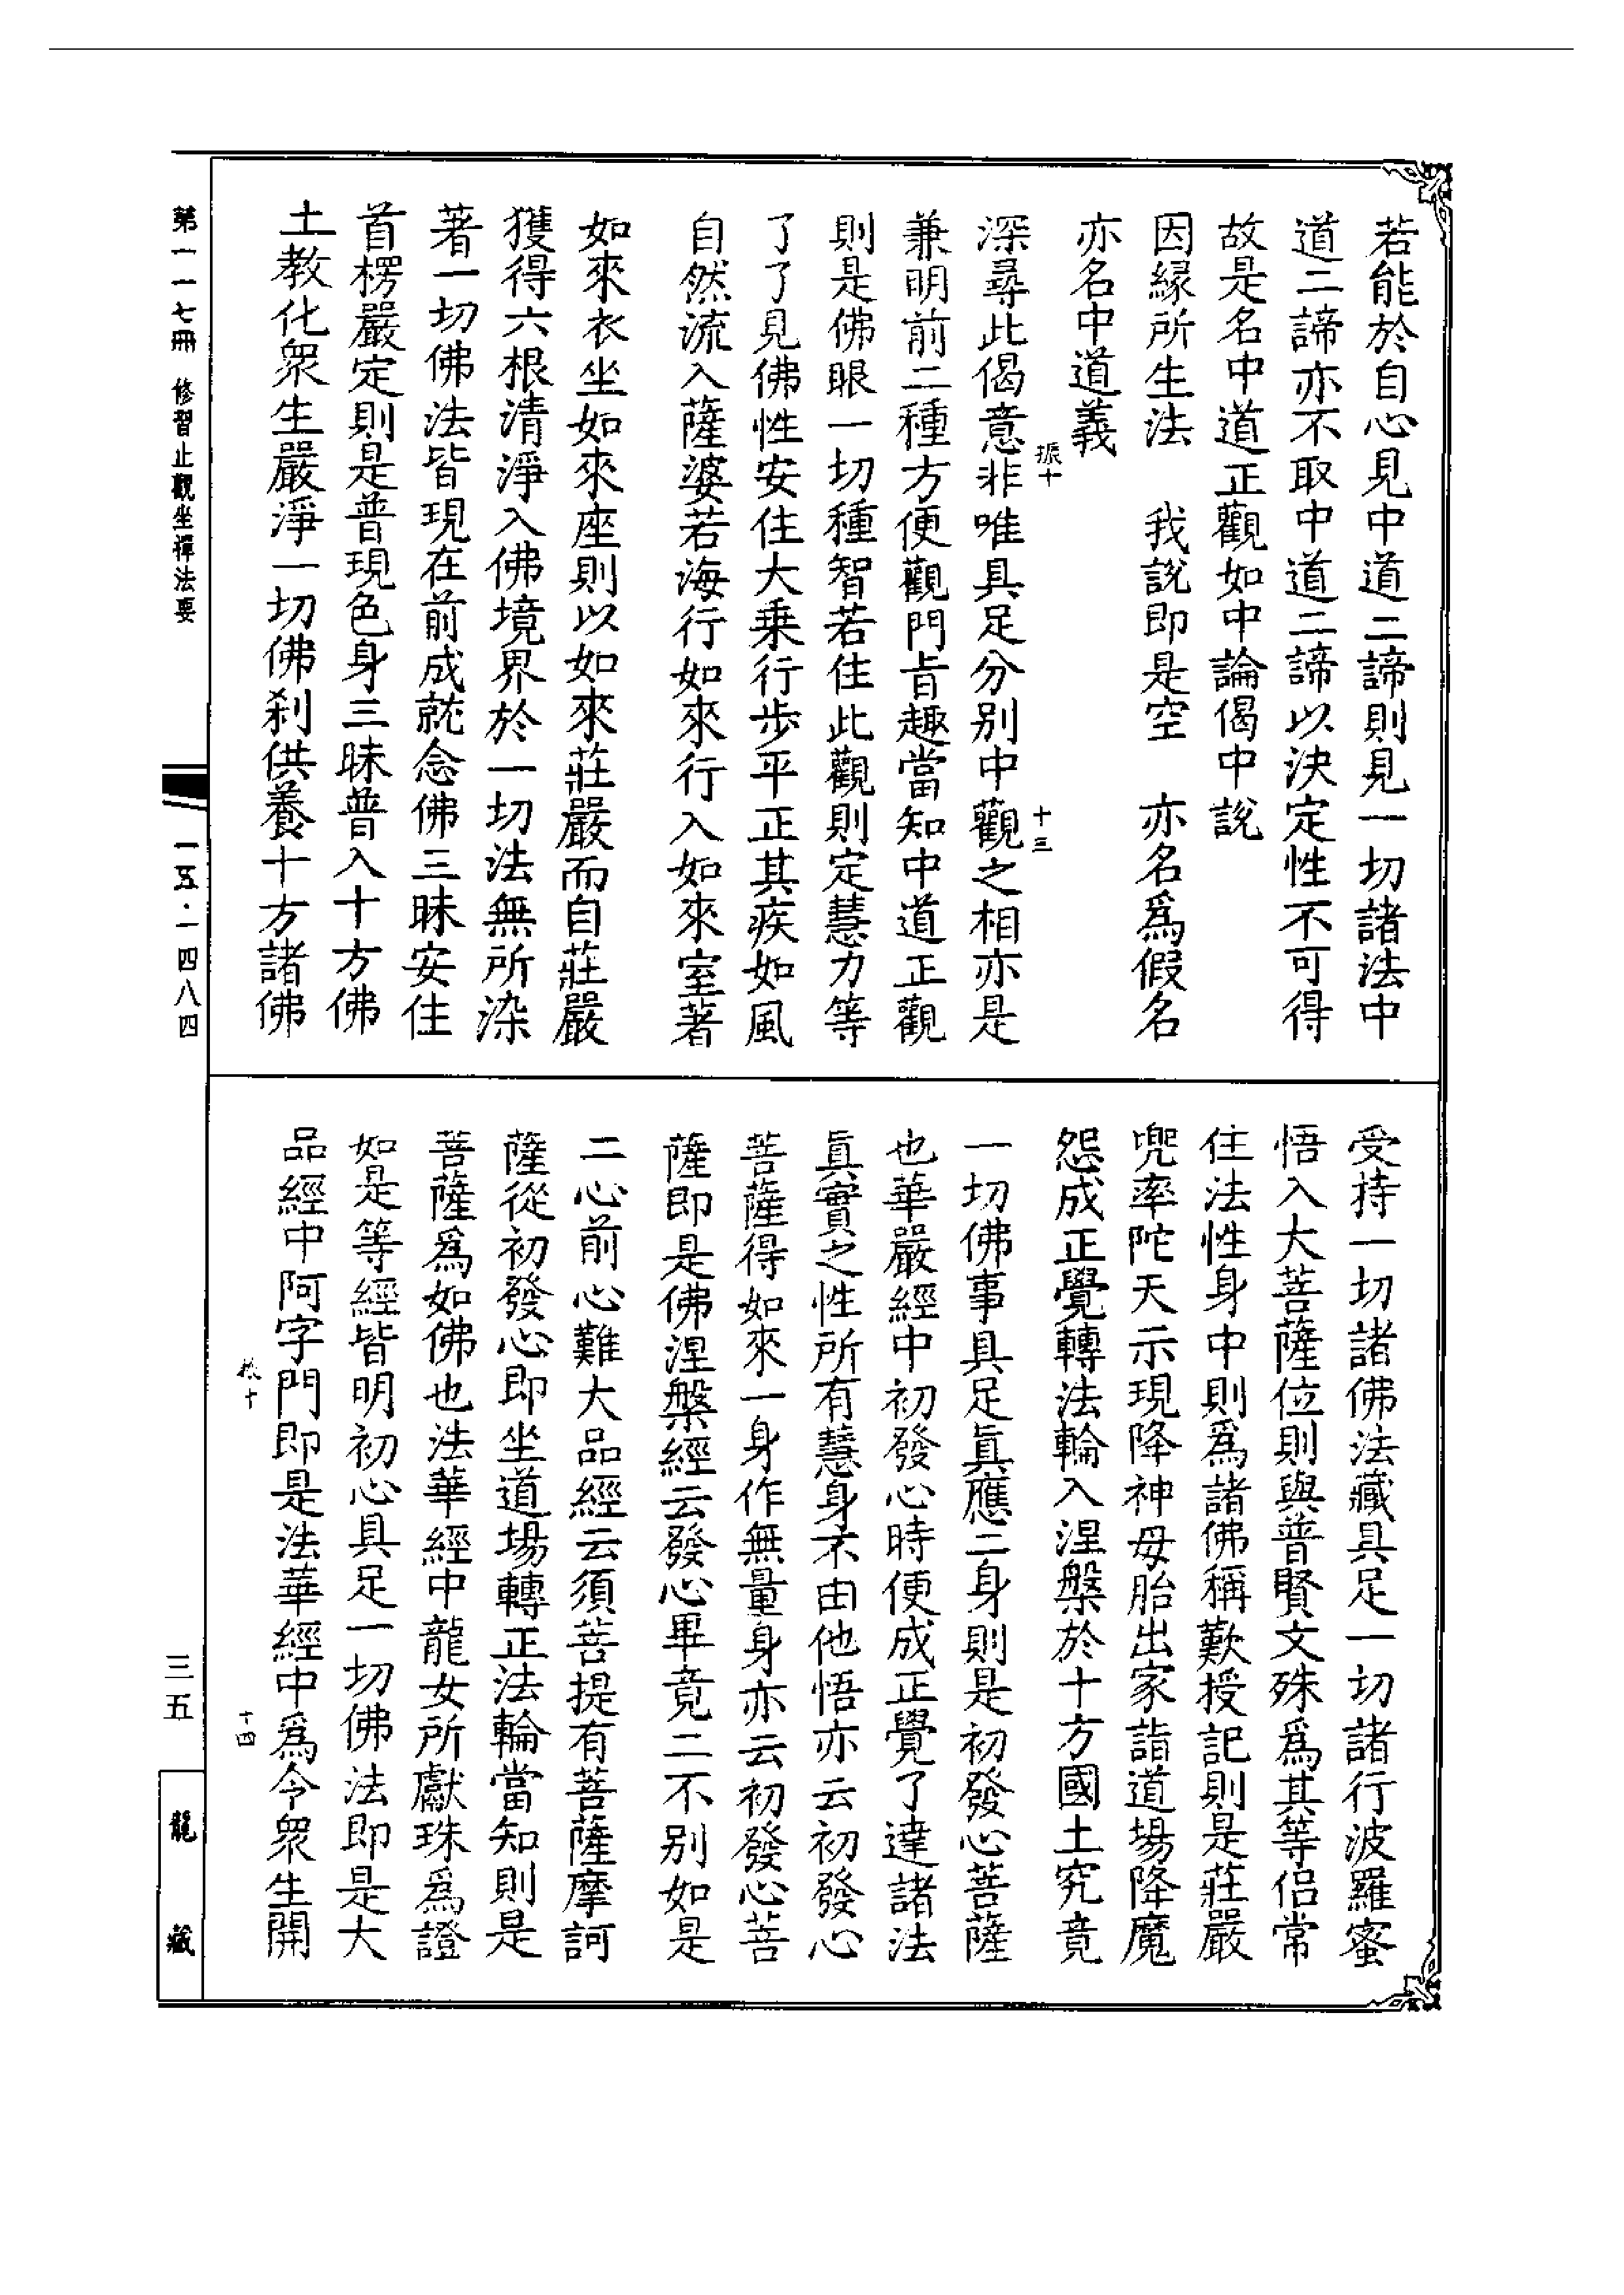 若能於自心見中道二諦則見一切諸法中
道二諦亦不取中道二諦以決定性不可得
故是名中道正觀如中論偈中說
因緣所生法　我說即是空　亦名爲假名
亦名中道義
振十　十三
深尋此偈意非唯具足分別中觀之相亦是
兼明前二種方便觀門旨趣當知中道正觀
則是佛眼一切種智若住此觀則定慧力等
了了見佛性安住大乗行步平正其疾如風
自然流入薩婆若海行如來行入如來室著
如來衣坐如來座則以如來莊嚴而自莊嚴
獲得六根清淨入佛境界於一切法無所染
著一切佛法皆現在前成就念佛三昧安住
首楞嚴定則是普現色身三昧普入十方佛
土教化衆生嚴淨一切佛刹供養十方諸佛
受持一切諸佛法藏具足一切諸行波羅蜜
悟入大菩薩位則與普賢文殊爲其等侶常
住法性身中則爲諸佛稱歎授記則是莊嚴
兜率陀天示現降神母胎出家詣道場降魔
怨成正覺轉法輪入涅槃於十方國土究竟
一切佛事具足眞應二身則是初發心菩薩
也華嚴經中初發心時便成正覺了達諸法
眞實之性所有慧身不由他悟亦云初發心
菩薩得如來一身作無量身亦云初發心菩
薩即是佛涅槃經云發心畢竟二不別如是
二心前心難大品經云須菩提有菩薩摩訶
薩從初發心即坐道場轉正法輪當知則是
菩薩爲如佛也法華經中龍女所獻珠爲證
如是等經皆明初心具足一切佛法即是大
品經中阿字門即是法華經中爲令衆生開
振十　十四
第一一七冊　修習止觀坐禪法要
一五·一四八四
三五
龍藏